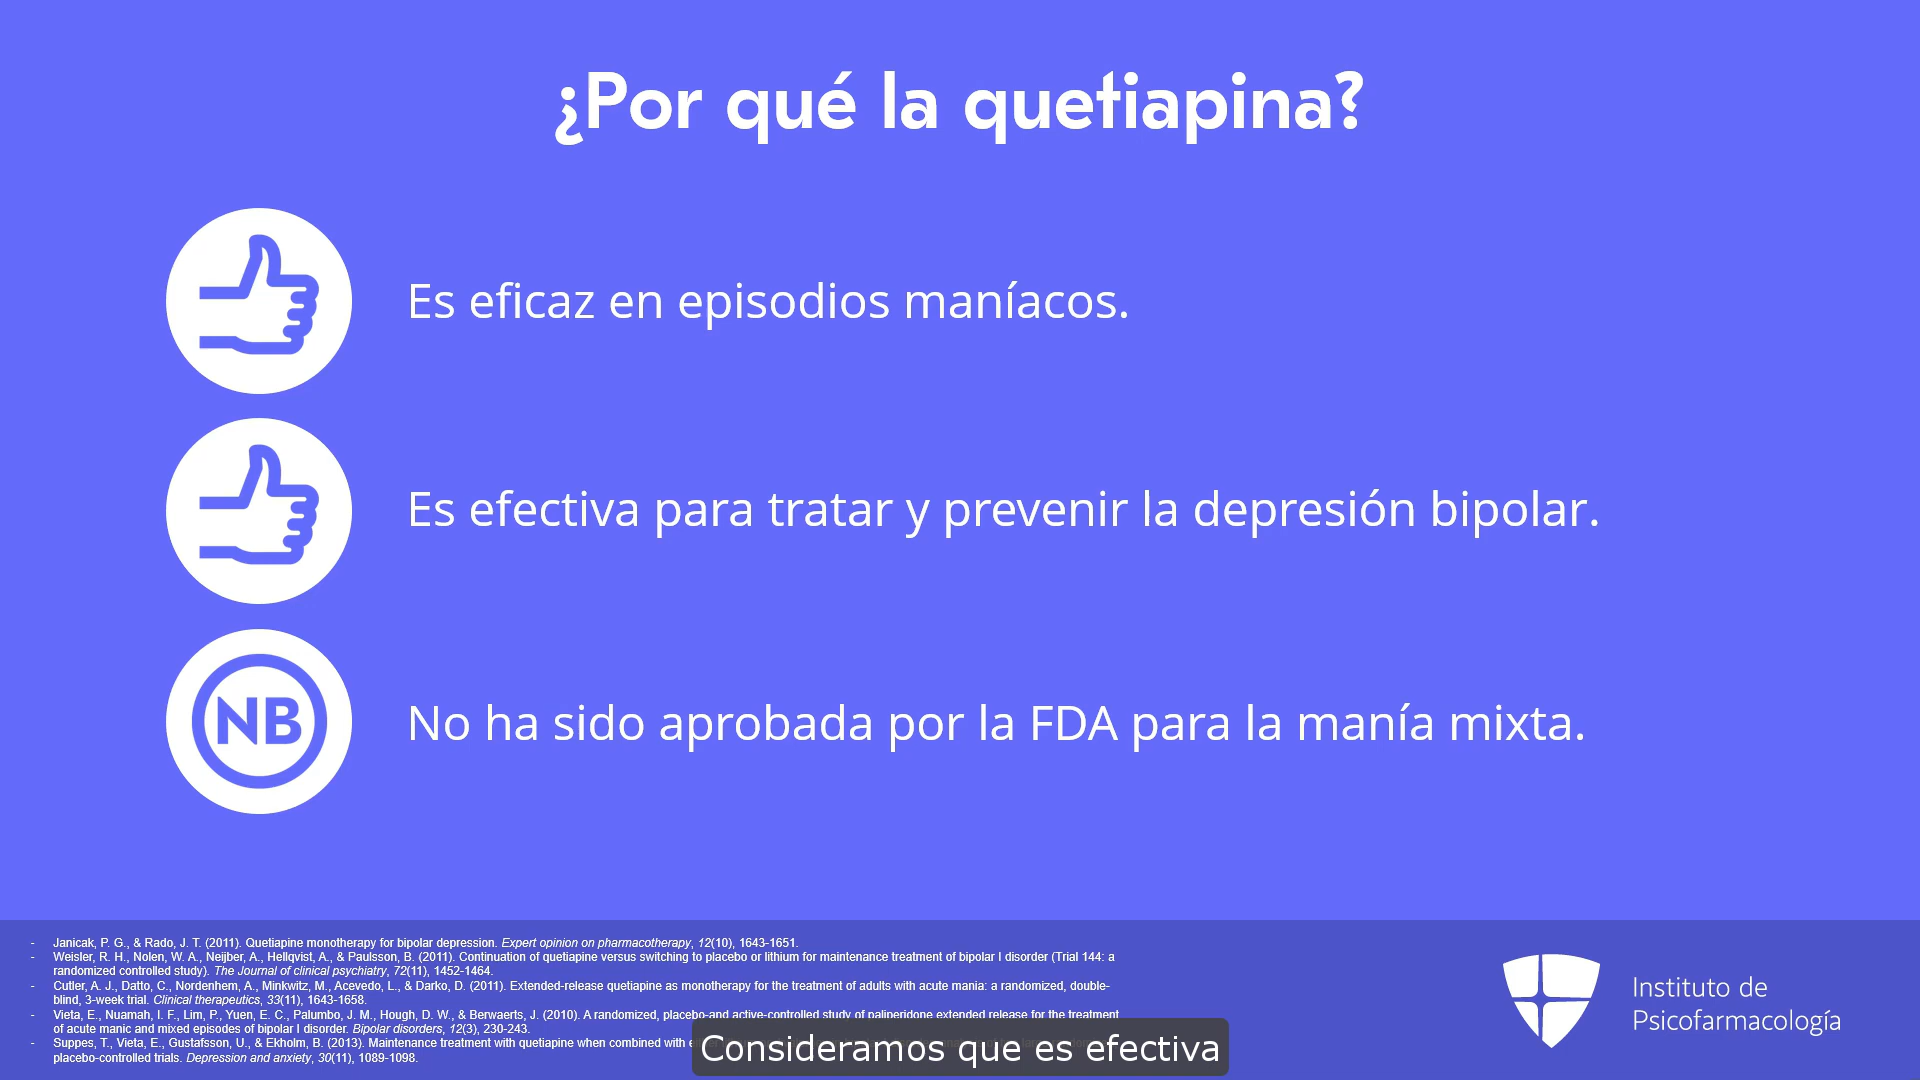 ¿Por qué la quetiapina?
Es eficaz en episodios maníacos.
Es efectiva para tratar y prevenir la depresión bipolar.
NB
No ha sido aprobada por la FDA para la manía mixta.
- Janicak, P. G., & Rado, J. T. (2011). Quetiapine monotherapy for bipolar depression. Expert opinion on pharmacotherapy, 12(10), 1643-1651.
- Weisler, R. H., Nolen, W. A., Neijber, A., Hellqvist, A., & Paulsson, B. (2011). Continuation of quetiapine versus switching to placebo or lithium for maintenance treatment of bipolar I disorder (Trial 144: a
randomized controlled study). The Journal of clinical psychiatry, 72(11), 1452-1464.
- Cutler, A. J., Datto, C., Nordenhem, A., Minkwitz, M., Acevedo, L., & Darko, D. (2011). Extended-release quetiapine as monotherapy for the treatment of adults with acute mania: a randomized, double-
blind, 3-week trial. Clinical therapeutics, 33(11), 1643-1658.
- Vieta, E., Nuamah, I. F., Lim, P., Yuen, E. C., Palumbo, J. M., Hough, D. W., & Berwaerts, J. (2010). A randomized, placebo-and active-controlled study of paliperidone extended release for the treatment
of acute manic and mixed episodes of bipolar I disorder. Bipolar disorders, 12(3), 230-243.
- Suppes, T., Vieta, E., Gustafsson, U., & Ekholm, B. (2013). Maintenance treatment with quetiapine when combined with
placebo-controlled trials. Depression and anxiety, 30(11), 1089-1098.
Consideramos que es efectiva
Instituto de
Psicofarmacología